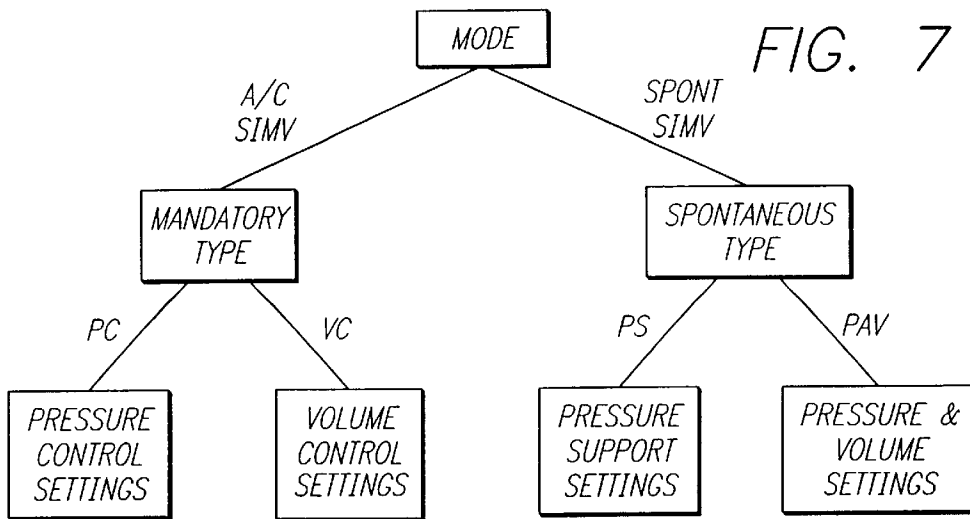 MODE
FIG. 7
A/C
SIMV
SPONT
SIMV
MANDATORY
TYPE
SPONTANEOUS
TYPE
PC
VC
PS
PAV
PRESSURE
CONTROL
SETTINGS
VOLUME
CONTROL
SETTINGS
PRESSURE
SUPPORT
SETTINGS
PRESSURE &
VOLUME
SETTINGS